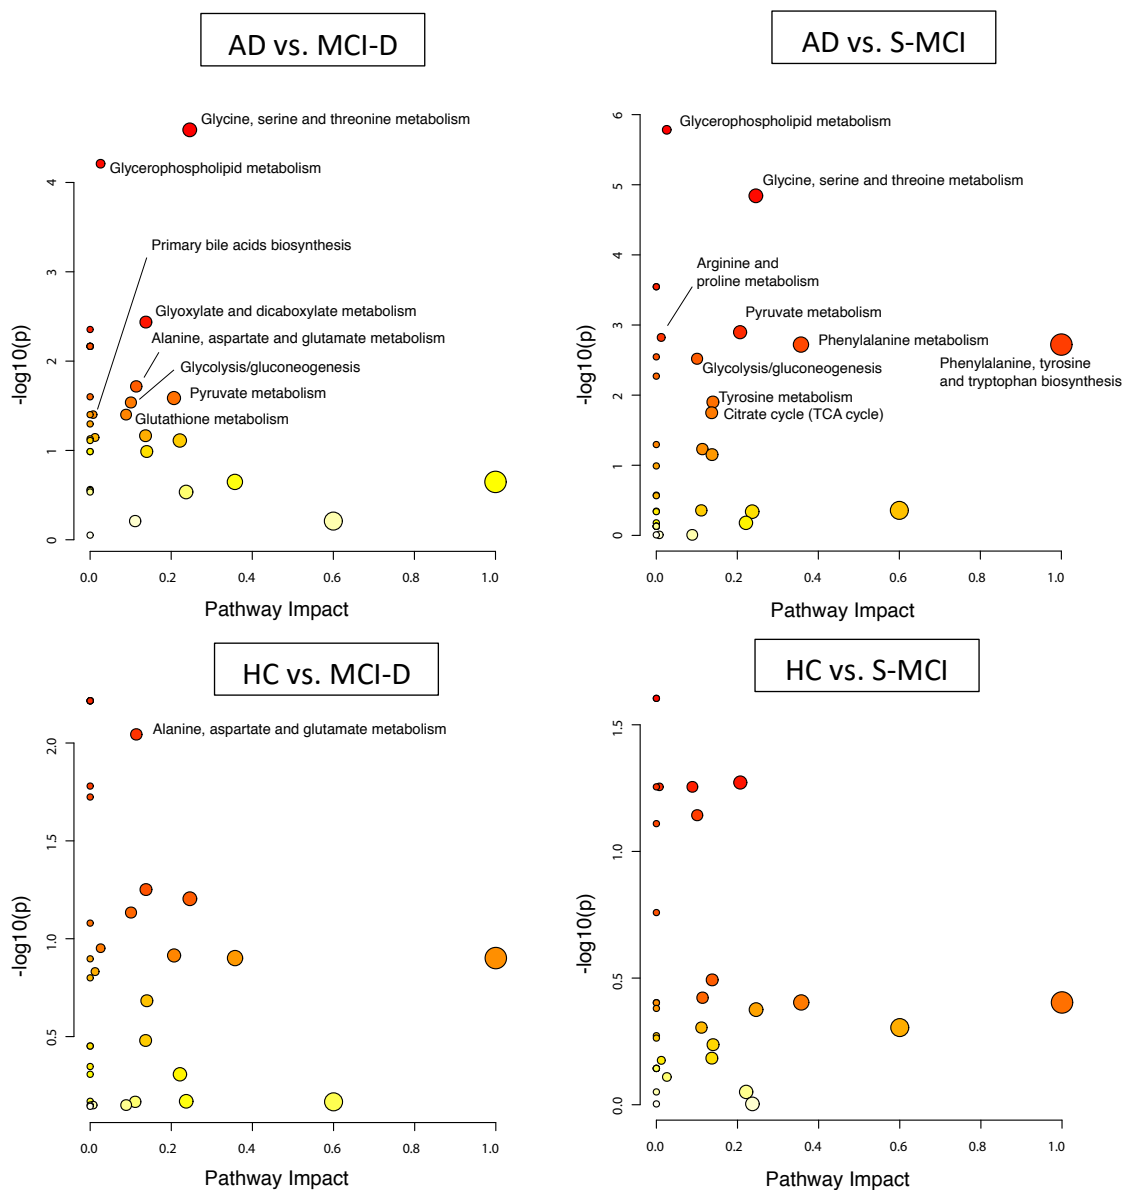 AD vs. MCI-D
Glycine, serine and threonine metabolism
Glycerophospholipid metabolism
Primary bile acids biosynthesis
Glyoxylate and dicaboxylate metabolism
Alanine, aspartate and glutamate metabolism
Glycolysis/gluconeogenesis
Pyruvate metabolism
Glutathione metabolism
-log10(p)
4
3
2
1
0
0.0 0.2 0.4 0.6 0.8 1.0
Pathway Impact
AD vs. S-MCI
Glycerophospholipid metabolism
Glycine, serine and threoine metabolism
Arginine and
proline metabolism
Pyruvate metabolism
Phenylalanine metabolism
Phenylalanine, tyrosine
and tryptophan biosynthesis
Glycolysis/gluconeogenesis
Tyrosine metabolism
Citrate cycle (TCA cycle)
-log10(p)
6
5
4
3
2
1
0
0.0 0.2 0.4 0.6 0.8 1.0
Pathway Impact
HC vs. MCI-D
Alanine, aspartate and glutamate metabolism
-log10(p)
2.0
1.5
1.0
0.5
0.0 0.2 0.4 0.6 0.8 1.0
Pathway Impact
HC vs. S-MCI
-log10(p)
1.5
1.0
0.5
0.0
0.0 0.2 0.4 0.6 0.8 1.0
Pathway Impact